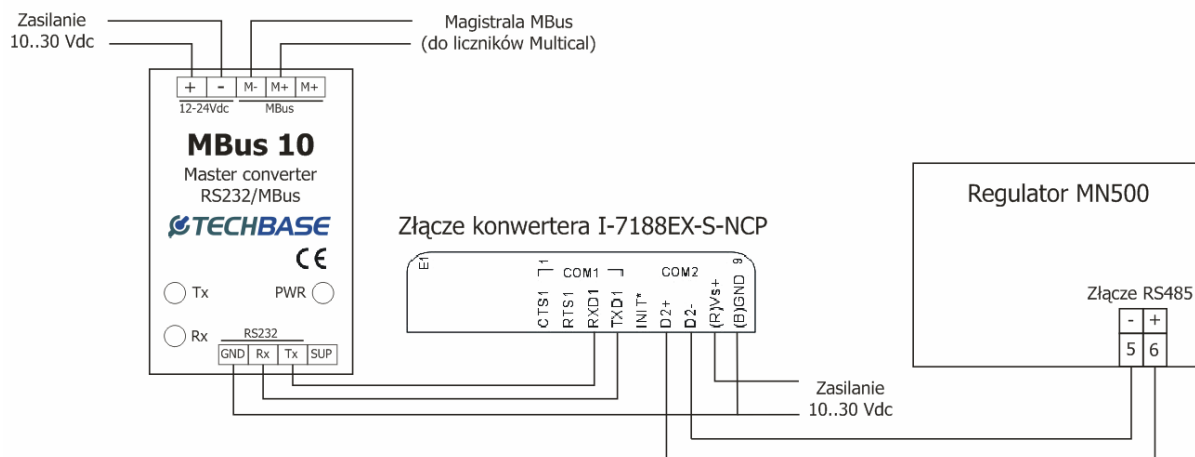 Zasilanie
10..30 Vdc
Magistrala MBus
(do liczników Multical)
+ - M- M+ M+
12-24Vdc MBus
MBus 10
Master converter
RS232/MBus
TECHBASE
CE
Tx PWR
Rx RS232
GND Rx Tx SUP
Złącze konwertera I-7188EX-S-NCP
E1
1 COM1 COM2 9
CTS1
RTS1
RXD1
TXD1
INIT*
D2+
D2-
(R)Vs+
(B)GND
Zasilanie
10..30 Vdc
Regulator MN500
Złącze RS485
- +
5 6